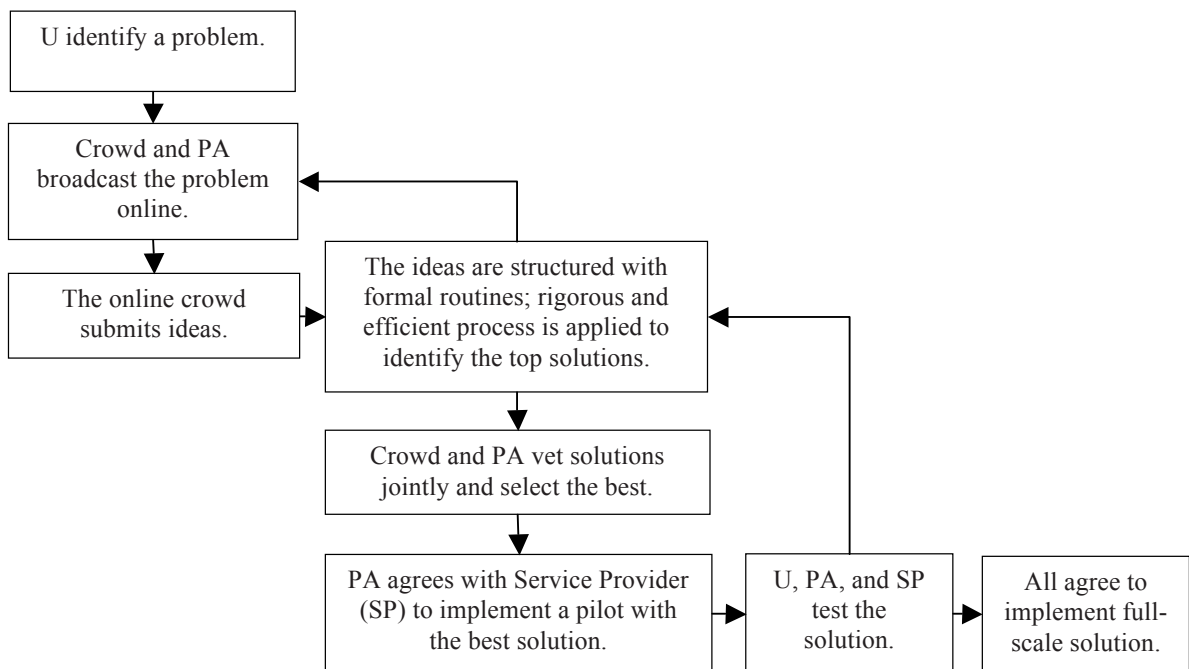 U identify a problem.
Crowd and PA
broadcast the problem
online.
The online crowd
submits ideas.
The ideas are structured with
formal routines; rigorous and
efficient process is applied to
identify the top solutions.
Crowd and PA vet solutions
jointly and select the best.
PA agrees with Service Provider
(SP) to implement a pilot with
the best solution.
U, PA, and SP
test the
solution.
All agree to
implement full-
scale solution.